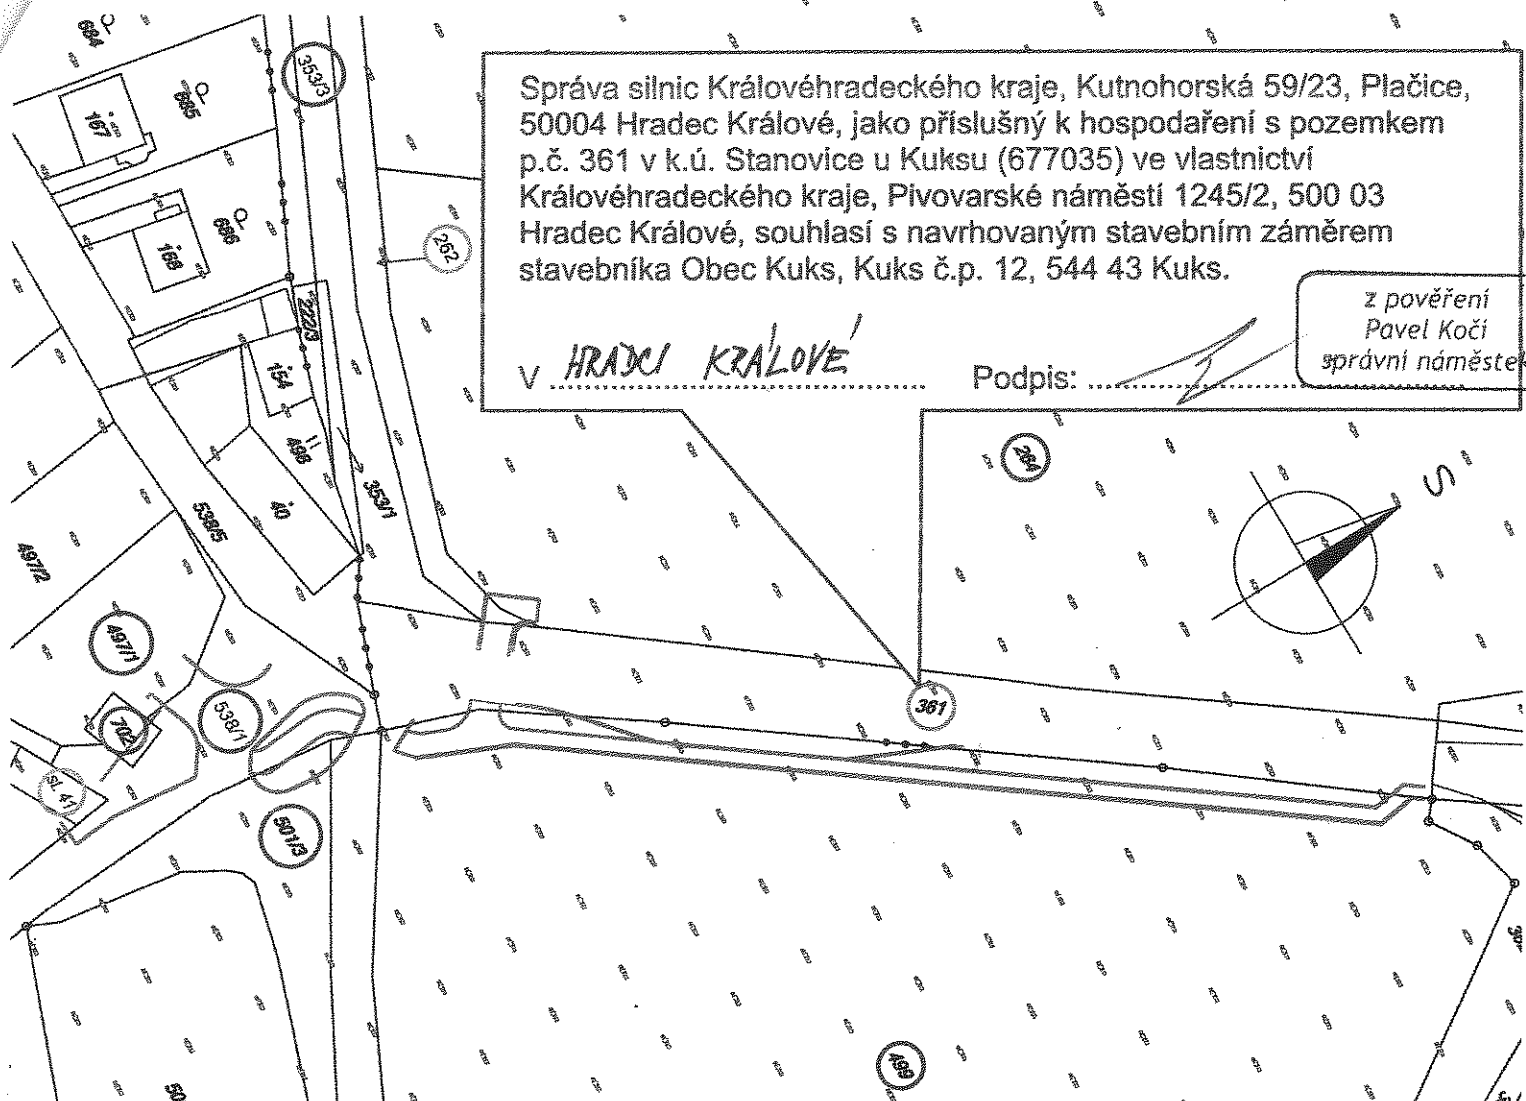 Správa silnic Královéhradeckého kraje, Kutnohorská 59/23, Plačice,
50004 Hradec Králové, jako příslušný k hospodaření s pozemkem
p.č. 361 v k.ú. Stanovice u Kuksu (677035) ve vlastnictví
Královéhradeckého kraje, Pivovarské náměstí 1245/2, 500 03
Hradec Králové, souhlasí s navrhovaným stavebním záměrem
stavebníka Obec Kuks, Kuks č.p. 12, 544 43 Kuks.
z pověření
Pavel Kočí
správní náměstek
V HRADCI KRÁLOVÉ Podpis:
684
353/3
685
167
686
168
262
222/3
154
496
264
S
353/1
40
538/5
497/2
497/1
702
538/1
361
st. 41
501/3
499
50